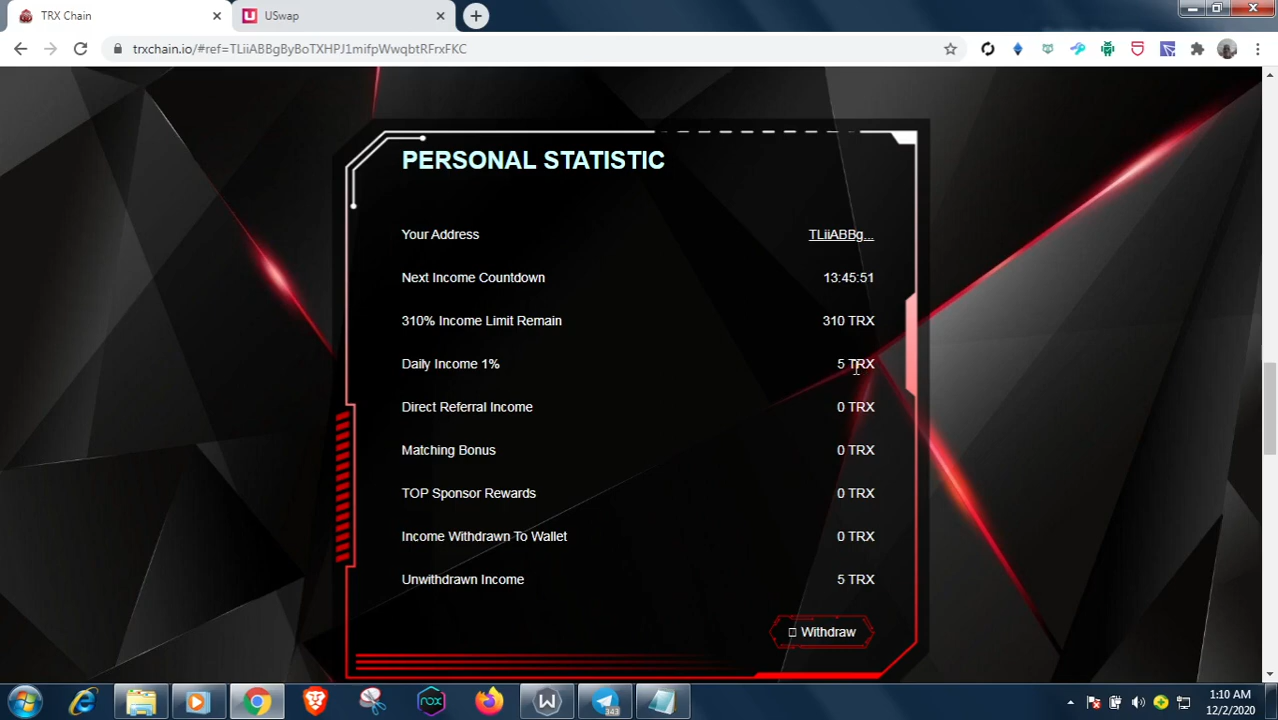 TRX Chain
USwap
trxchain.io/#ref=TLiiABBgByBoTXHPJ1mifpWwqbtRFrxFKC
PERSONAL STATISTIC
Your Address TLiiABBg...
Next Income Countdown 13:45:51
310% Income Limit Remain 310 TRX
Daily Income 1% 5 TRX
Direct Referral Income 0 TRX
Matching Bonus 0 TRX
TOP Sponsor Rewards 0 TRX
Income Withdrawn To Wallet 0 TRX
Unwithdrawn Income 5 TRX
Withdraw
nox
343
1:10 AM
12/2/2020